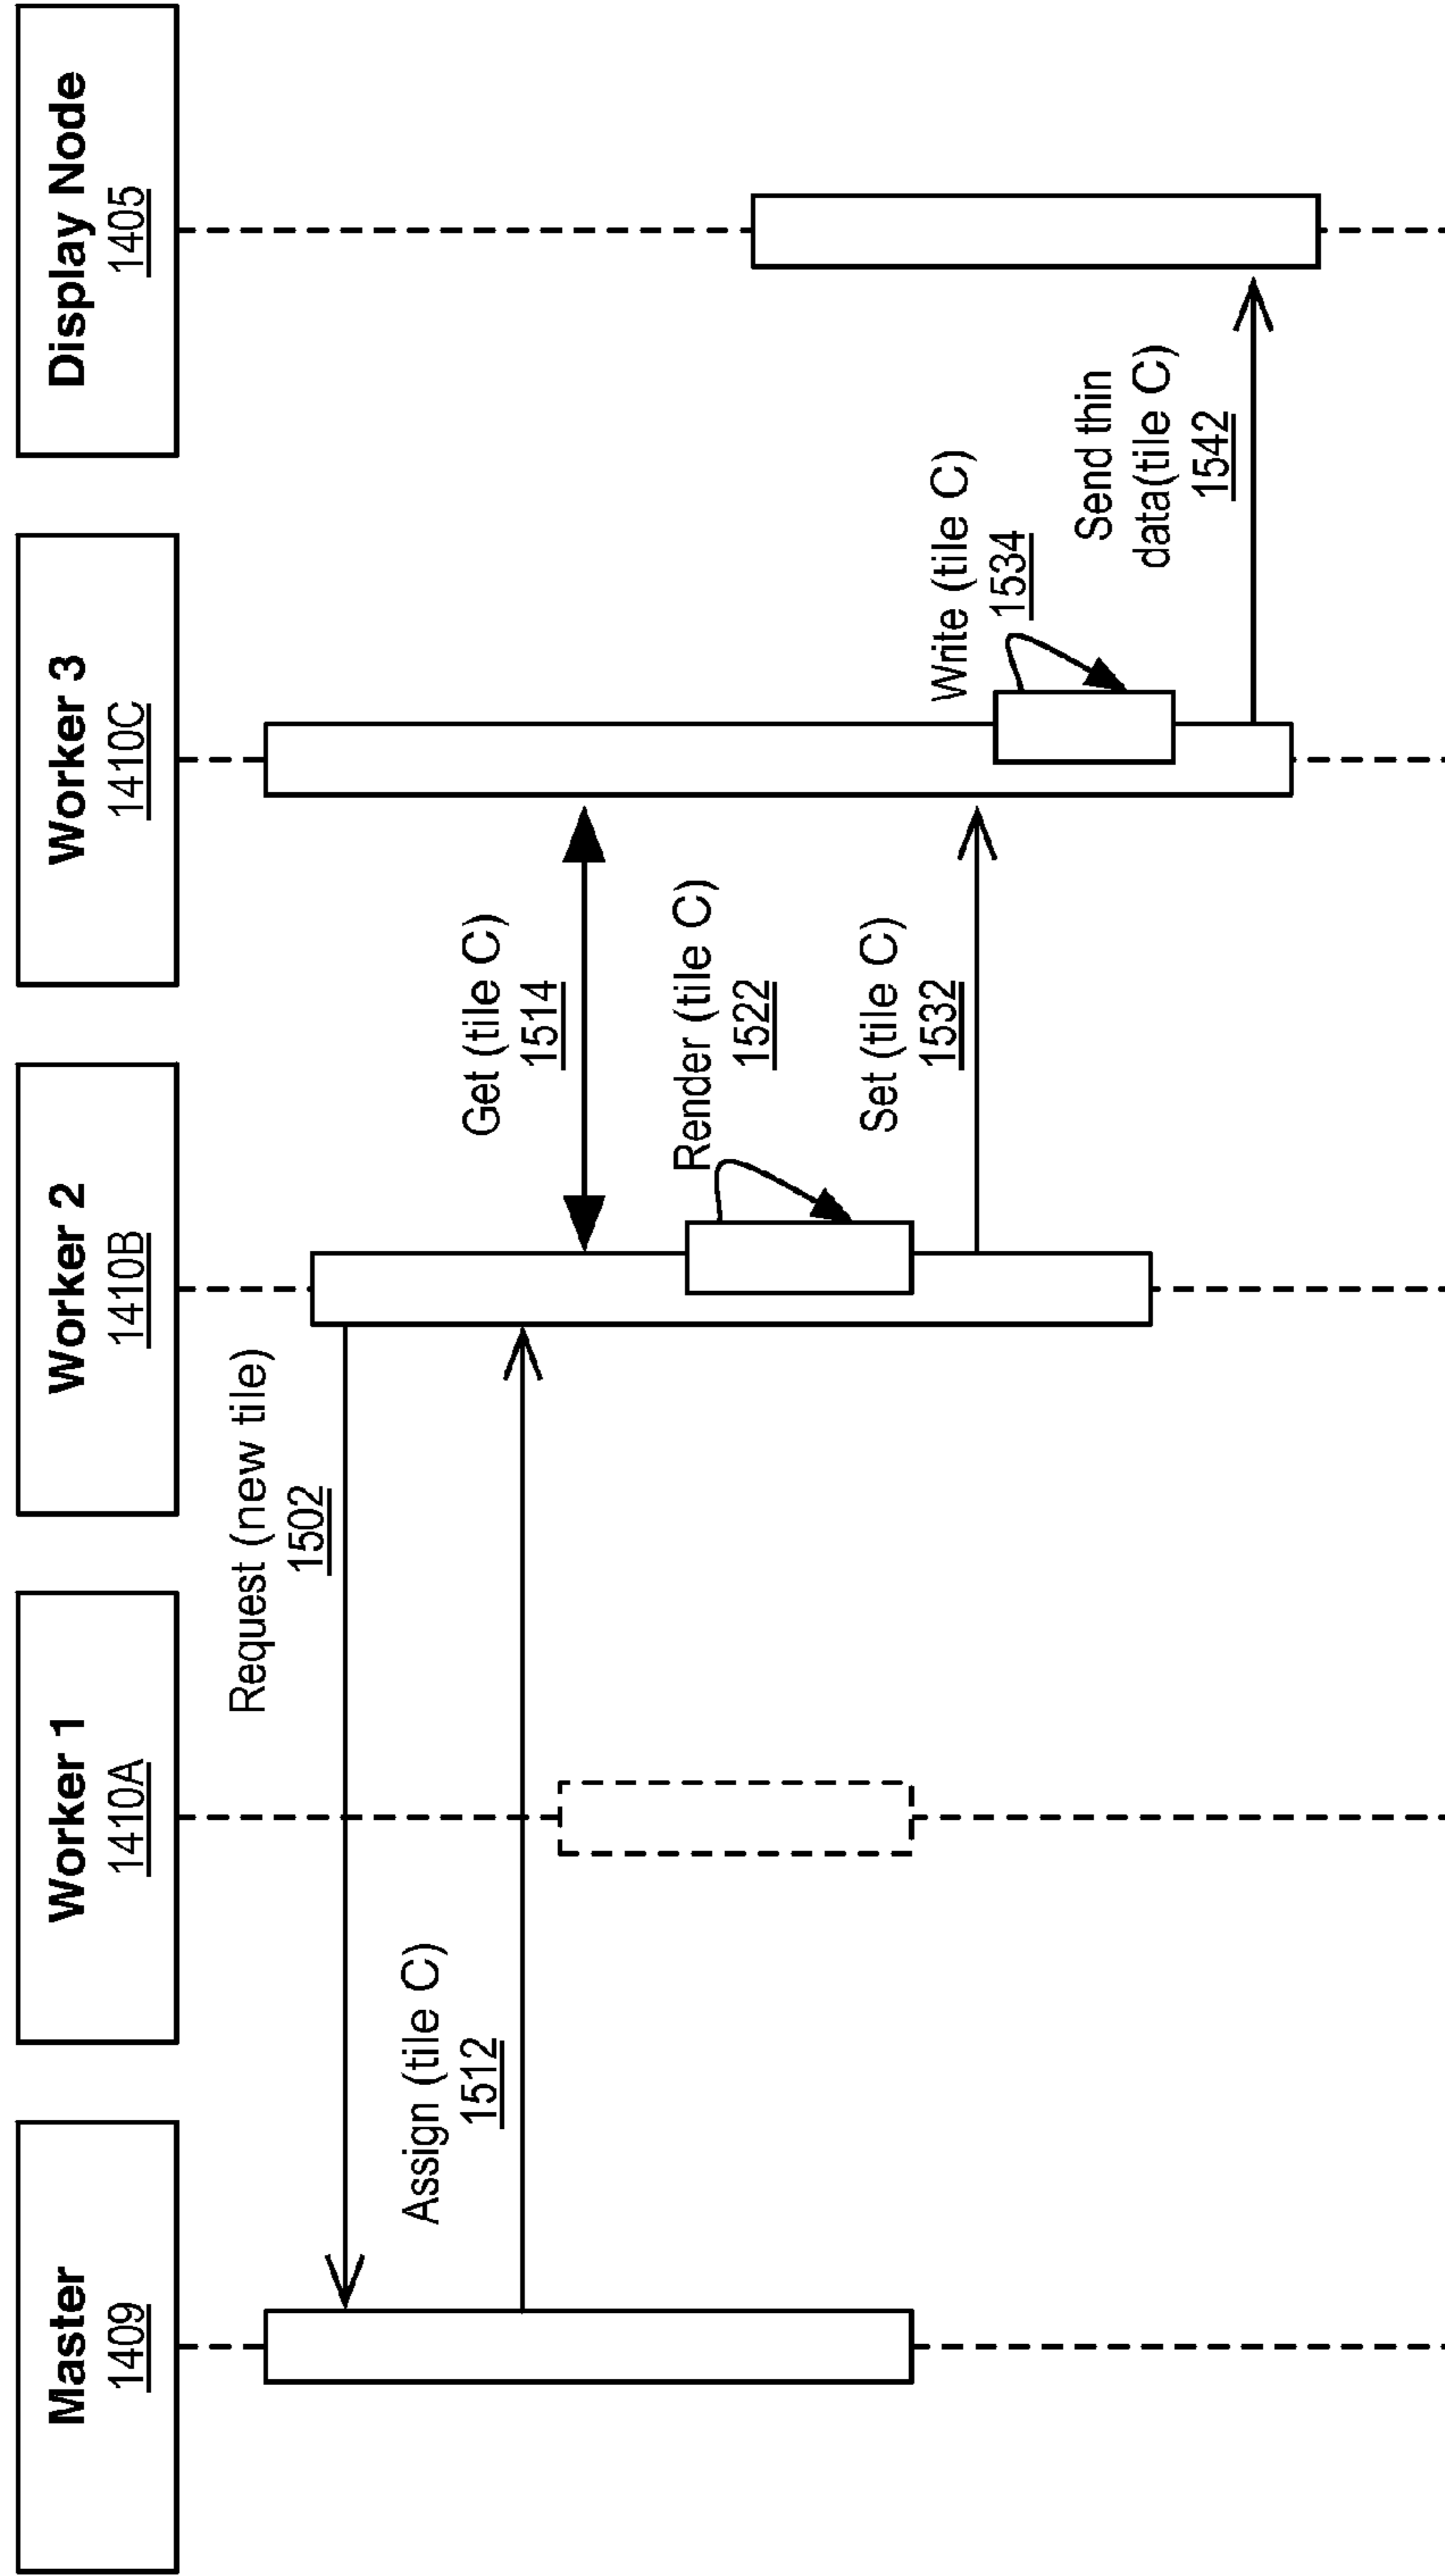 Master
1409
Worker 1
1410A
Worker 2
1410B
Worker 3
1410C
Display Node
1405
Request (new tile)
1502
Assign (tile C)
1512
Get (tile C)
1514
Render (tile C)
1522
Set (tile C)
1532
Write (tile C)
1534
Send thin
data(tile C)
1542